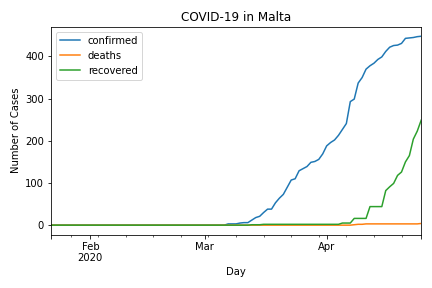 COVID-19 in Malta
confirmed
deaths
recovered
Number of Cases
400
300
200
100
0
Feb
2020
Mar
Apr
Day